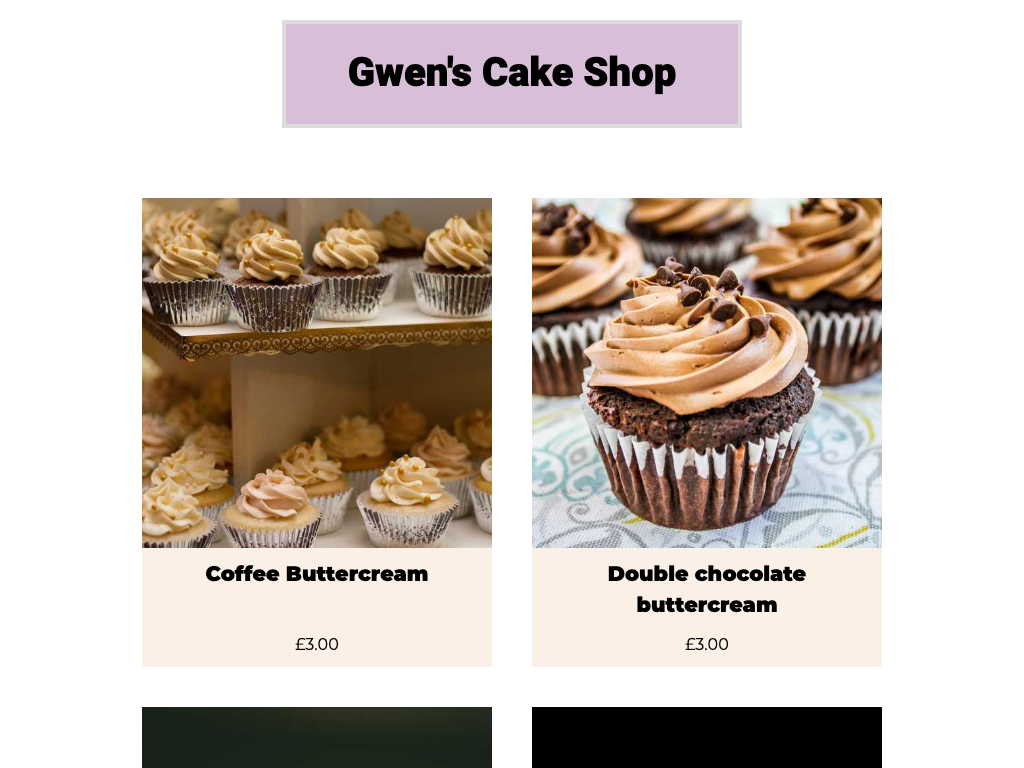 Gwen's Cake Shop
Coffee Buttercream
£3.00
Double chocolate
buttercream
£3.00